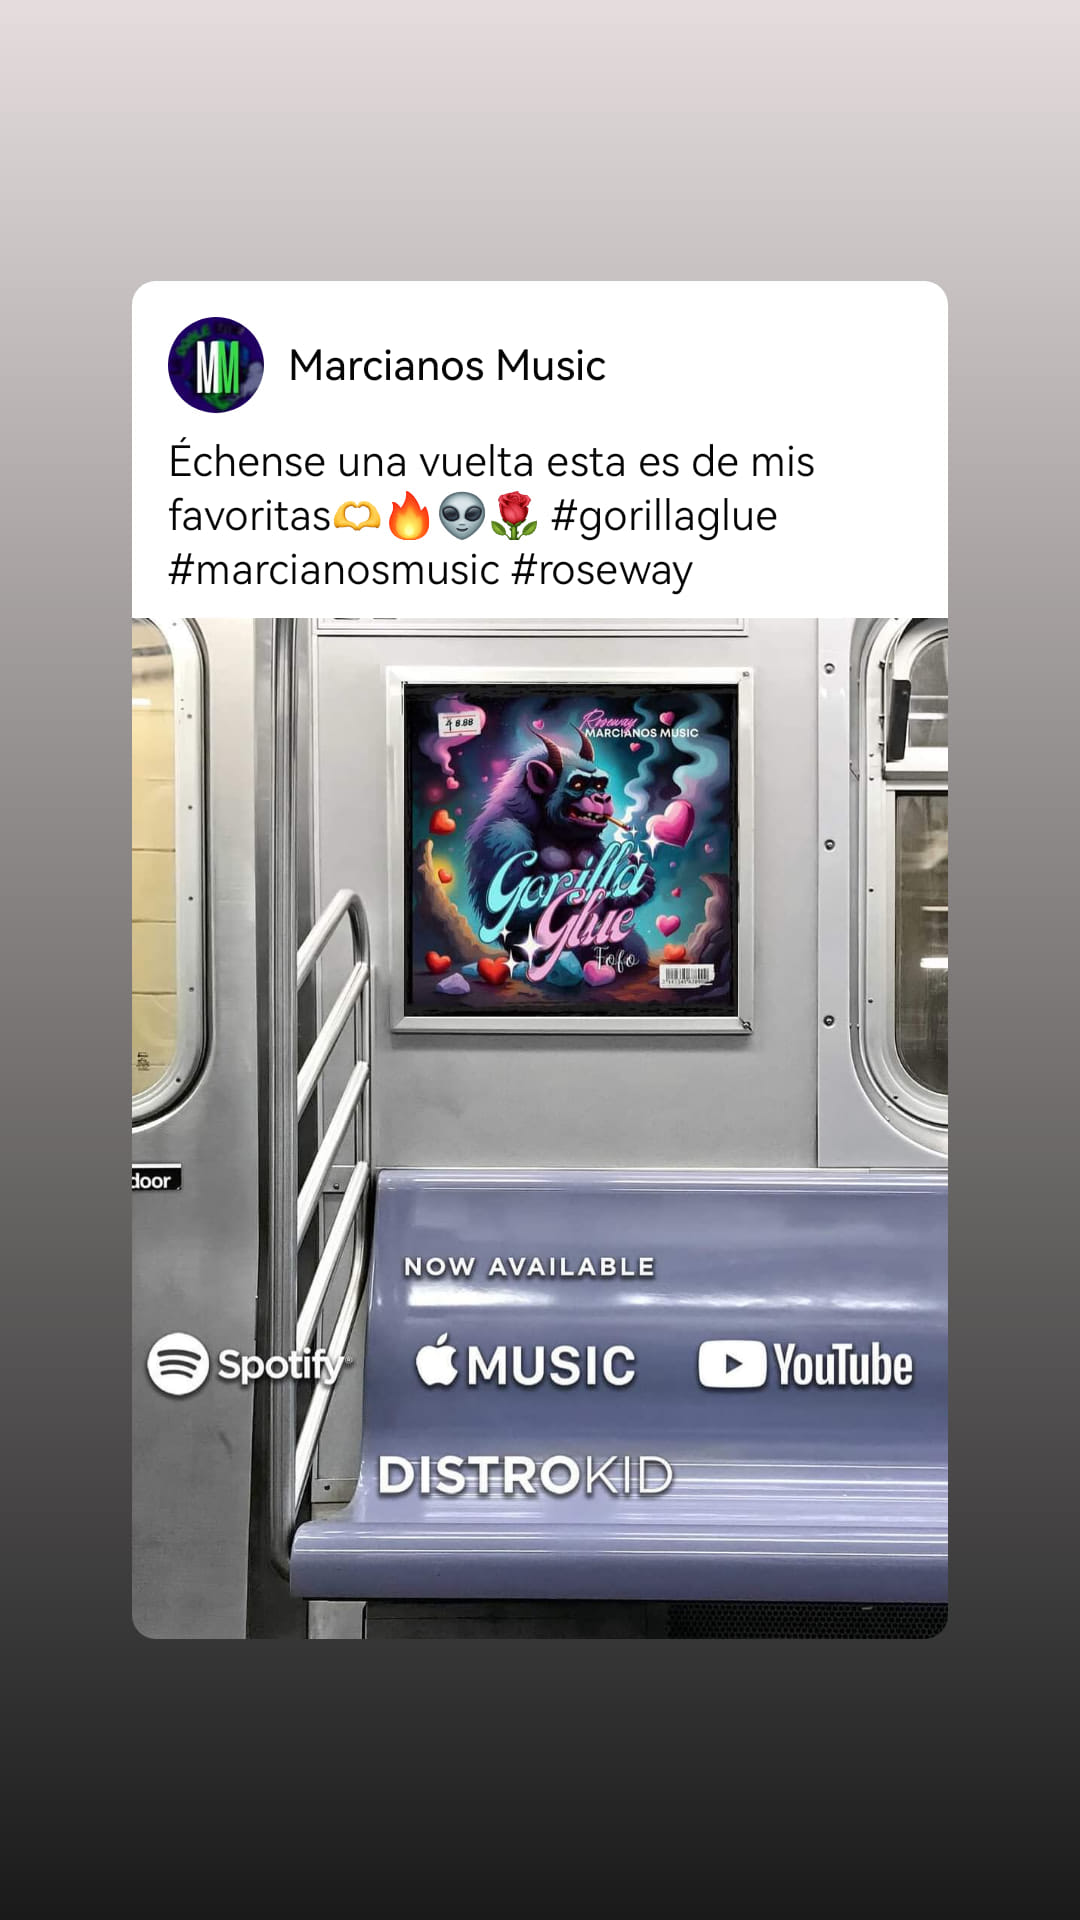 MM
Marcianos Music
Échense una vuelta esta es de mis
favoritas🫶🔥👽🌹 #gorillaglue
#marcianosmusic #roseway
8.88
Roseway
MARCIANOS MUSIC
Gorilla
Glue
Fofo
door
NOW AVAILABLE
Spotify®
MUSIC
YouTube
DISTROKID